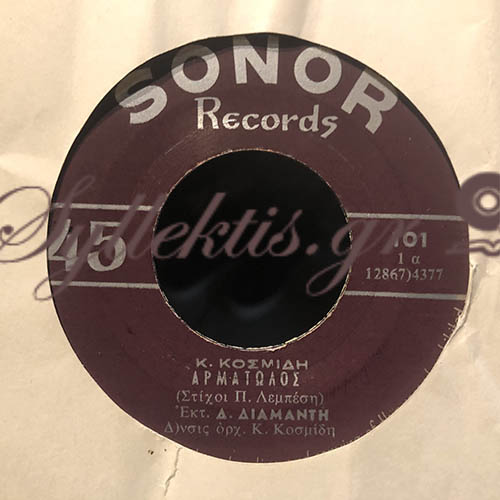 SONOR
Records
Syllektis.gr
45
101
1 α
12867)4377
Κ. ΚΟΣΜΙΔΗ
ΑΡΜΑΤΩΛΟΣ
(Στίχοι Π. Λεμπέση)
Ἐκτ. Δ. ΔΙΑΜΑΝΤΗ
Δ)νσις ὀρχ. Κ. Κοσμίδη